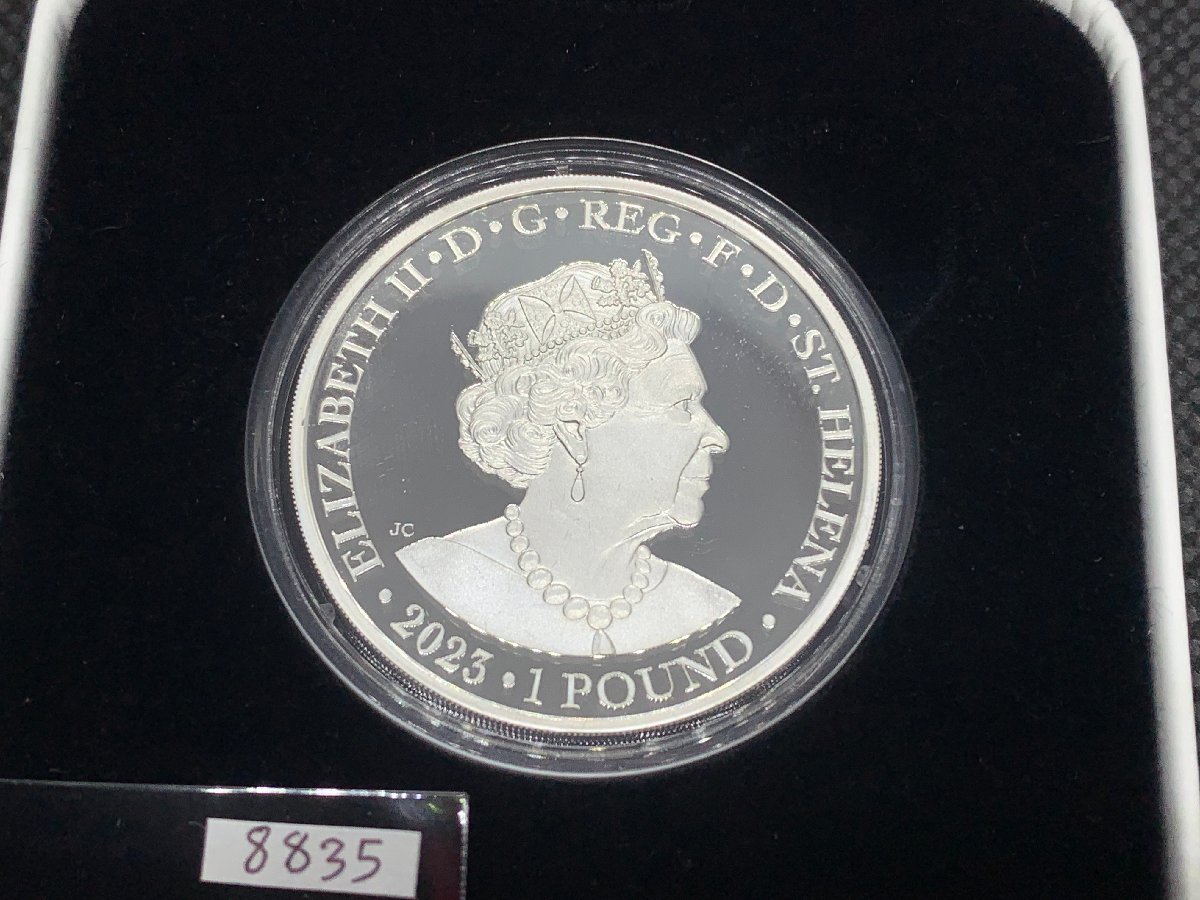 ELIZABETH II • D • G • REG • F • D • ST. HELENA •
JC
• 2023 • 1 POUND
8835